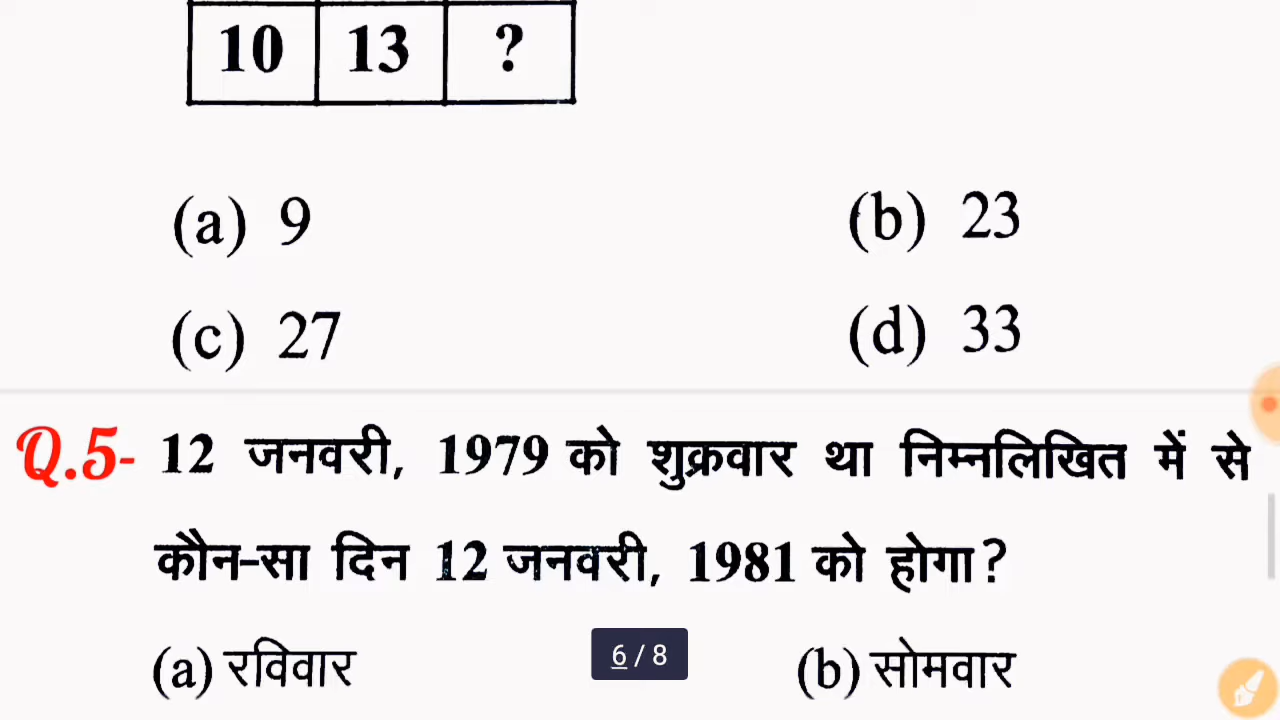 10 13 ?
(a) 9 (b) 23
(c) 27 (d) 33
Q.5- 12 जनवरी, 1979 को शुक्रवार था निम्नलिखित में से
कौन-सा दिन 12 जनवरी, 1981 को होगा?
(a) रविवार (b) सोमवार
6 / 8